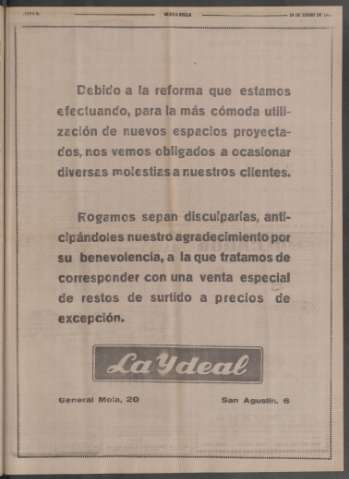 Debido a la reforma que estamos
efectuando, para la más cómoda utili-
zación de nuevos espacios proyecta-
dos, nos vemos obligados a ocasionar
diversas molestias a nuestros clientes.
Rogamos sepan disculparlas, anti-
cipándoles nuestro agradecimiento por
su benevolencia, a la que tratamos de
corresponder con una venta especial
de restos de surtido a precios de
excepción.
La Ydeal
General Mola, 20 San Agustín, 6